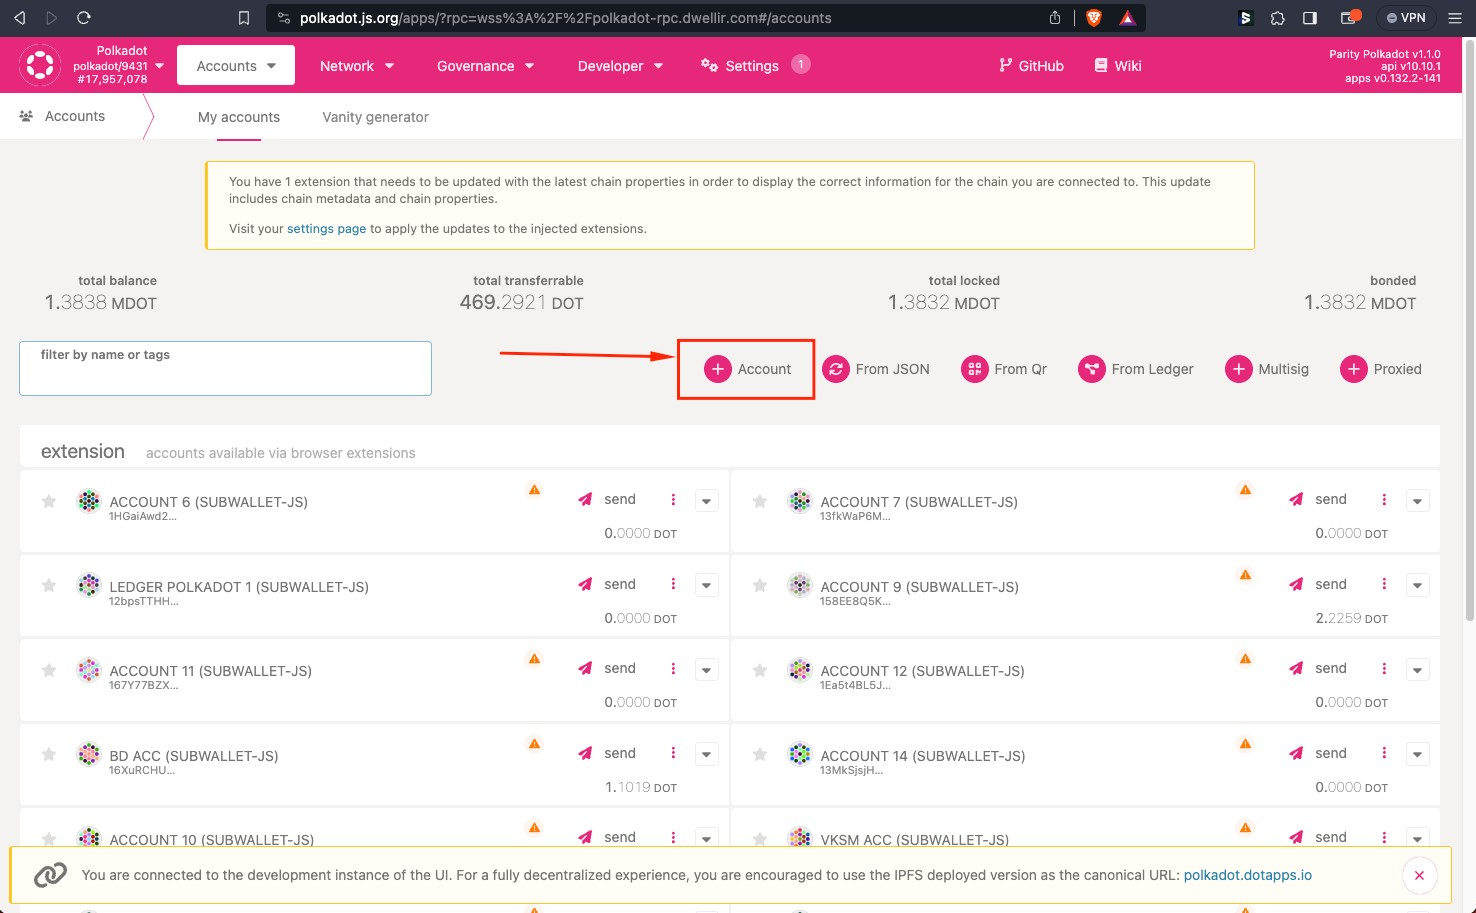 polkadot.js.org/apps/?rpc=wss%3A%2F%2Fpolkadot-rpc.dwellir.com#/accounts
VPN
Polkadot
polkadot/9431
#17,957,078
Accounts
Network
Governance
Developer
Settings
1
GitHub
Wiki
Parity Polkadot v1.1.0
api v10.10.1
apps v0.132.2-141
Accounts
My accounts
Vanity generator
You have 1 extension that needs to be updated with the latest chain properties in order to display the correct information for the chain you are connected to. This update
includes chain metadata and chain properties.
Visit your settings page to apply the updates to the injected extensions.
total balance
1.3838 MDOT
total transferrable
469.2921 DOT
total locked
1.3832 MDOT
bonded
1.3832 MDOT
filter by name or tags
Account
From JSON
From Qr
From Ledger
Multisig
Proxied
extension accounts available via browser extensions
ACCOUNT 6 (SUBWALLET-JS)
1HGaiAwd2...
send
0.0000 DOT
ACCOUNT 7 (SUBWALLET-JS)
13fkWaP6M...
send
0.0000 DOT
LEDGER POLKADOT 1 (SUBWALLET-JS)
12bpsTTHH...
send
0.0000 DOT
ACCOUNT 9 (SUBWALLET-JS)
158EE8Q5K...
send
2.2259 DOT
ACCOUNT 11 (SUBWALLET-JS)
167Y77BZX...
send
0.0000 DOT
ACCOUNT 12 (SUBWALLET-JS)
1Ea5t4BL5J...
send
0.0000 DOT
BD ACC (SUBWALLET-JS)
16XuRCHU...
send
1.1019 DOT
ACCOUNT 14 (SUBWALLET-JS)
13MkSjsjH...
send
0.0000 DOT
ACCOUNT 10 (SUBWALLET-JS)
send
VKSM ACC (SUBWALLET-JS)
send
You are connected to the development instance of the UI. For a fully decentralized experience, you are encouraged to use the IPFS deployed version as the canonical URL: polkadot.dotapps.io